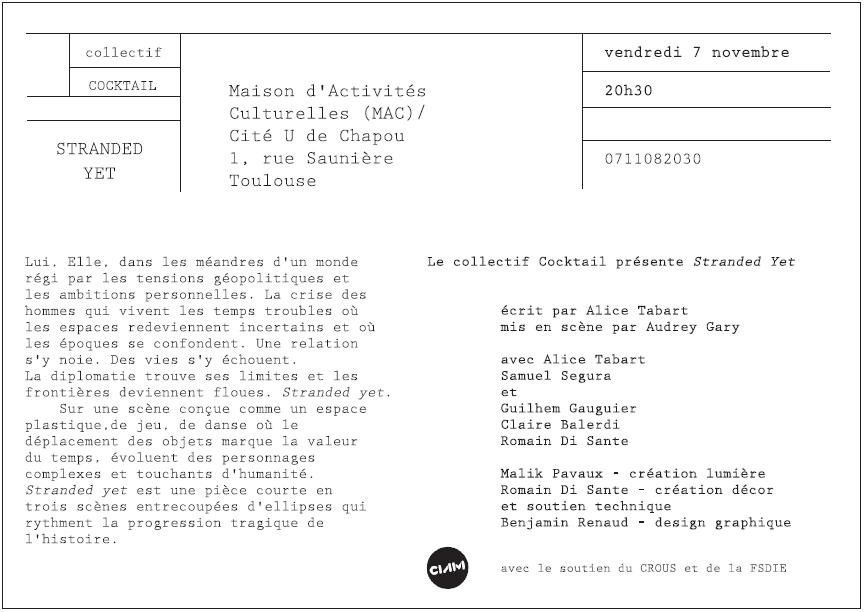 collectif
COCKTAIL
STRANDED
YET
Maison d'Activités
Culturelles (MAC)/
Cité U de Chapou
1, rue Saunière
Toulouse
vendredi 7 novembre
20h30
0711082030
Lui, Elle, dans les méandres d'un monde
régi par les tensions géopolitiques et
les ambitions personnelles. La crise des
hommes qui vivent les temps troubles où
les espaces redeviennent incertains et où
les époques se confondent. Une relation
s'y noie. Des vies s'y échouent.
La diplomatie trouve ses limites et les
frontières deviennent floues. Stranded yet.
Sur une scène conçue comme un espace
plastique,de jeu, de danse où le
déplacement des objets marque la valeur
du temps, évoluent des personnages
complexes et touchants d'humanité.
Stranded yet est une pièce courte en
trois scènes entrecoupées d'ellipses qui
rythment la progression tragique de
l'histoire.
Le collectif Cocktail présente Stranded Yet
écrit par Alice Tabart
mis en scène par Audrey Gary
avec Alice Tabart
Samuel Segura
et
Guilhem Gauguier
Claire Balerdi
Romain Di Sante
Malik Pavaux - création lumière
Romain Di Sante - création décor
et soutien technique
Benjamin Renaud - design graphique
CIAM
avec le soutien du CROUS et de la FSDIE